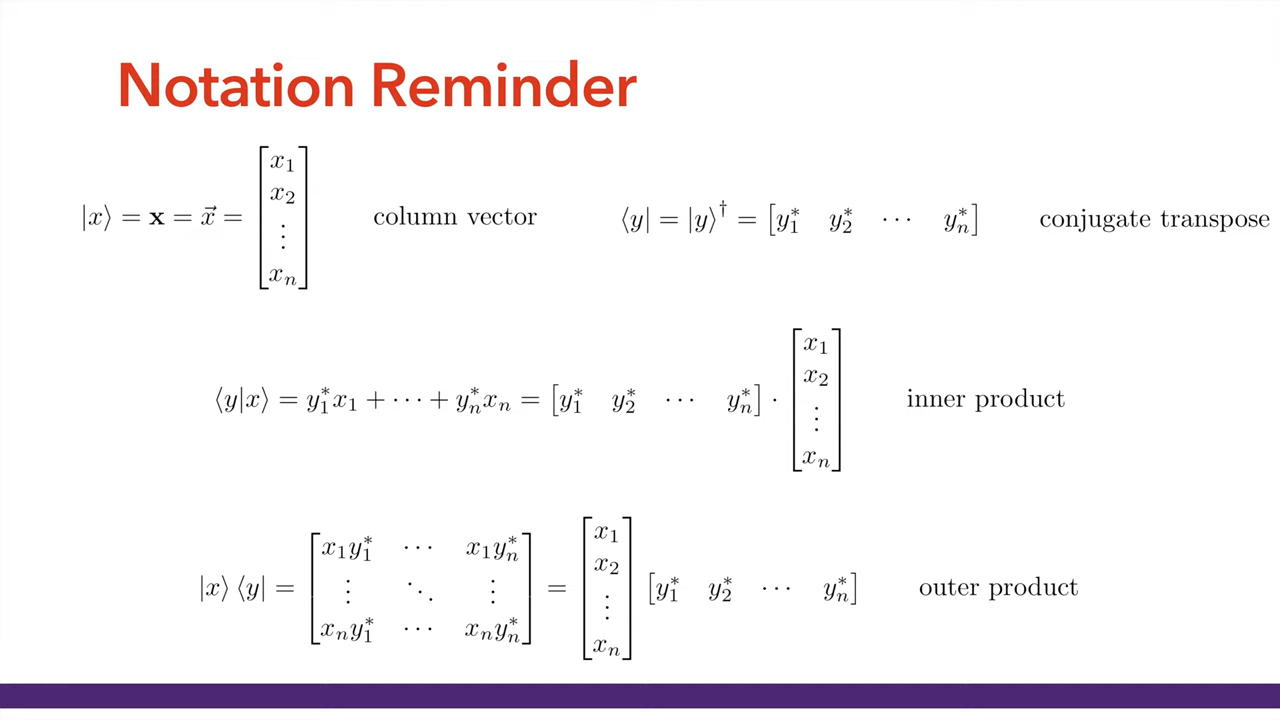 Notation Reminder
|x⟩ = 𝐱 = x⃗ = [x₁ x₂ ⋮ xₙ] column vector
⟨y| = |y⟩† = [y₁* y₂* ⋯ yₙ*] conjugate transpose
⟨y|x⟩ = y₁*x₁ + ⋯ + yₙ*xₙ = [y₁* y₂* ⋯ yₙ*] · [x₁ x₂ ⋮ xₙ] inner product
|x⟩ ⟨y| = [x₁y₁* ⋯ x₁yₙ* ⋮ ⋱ ⋮ xₙy₁* ⋯ xₙyₙ*] = [x₁ x₂ ⋮ xₙ] [y₁* y₂* ⋯ yₙ*] outer product